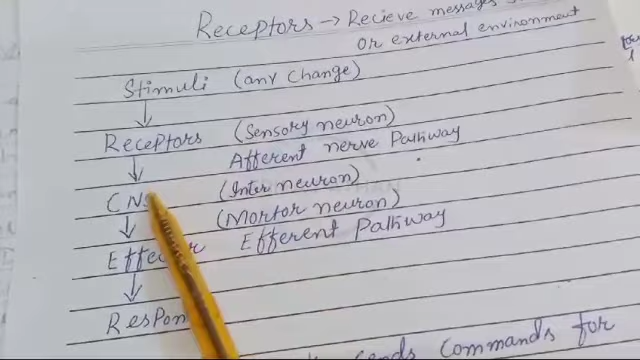 Receptors → Recieve messages
or external environment
Stimuli (any change)
↓
Receptors (Sensory neuron)
↓ Afferent nerve Pathway
CNS (Inter neuron)
↓ (Mortor neuron)
Effector Efferent Pathway
↓
Respon
sends commands for